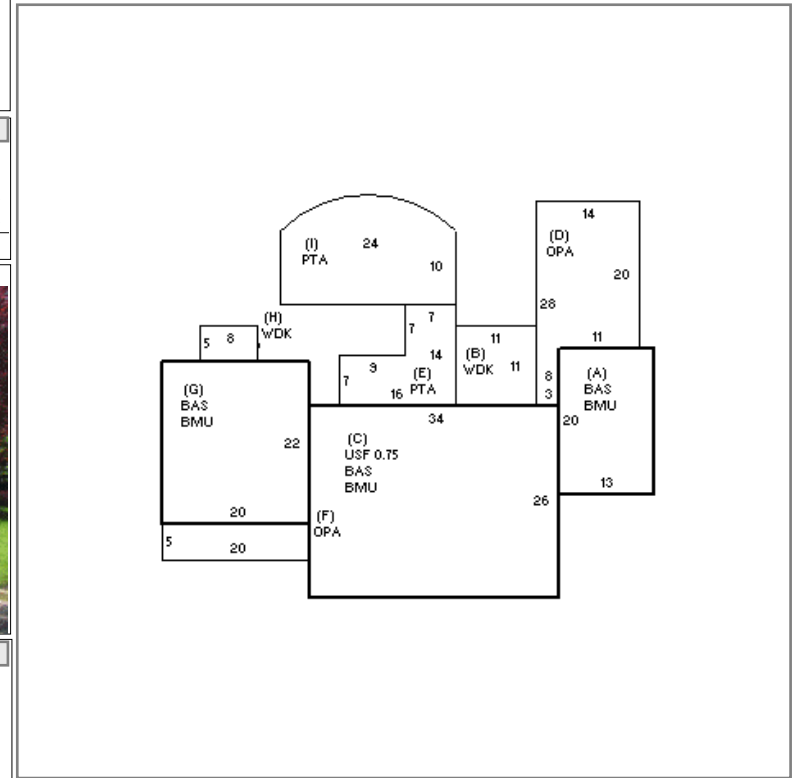 14
(D)
OPA
20
28
11
(I)
PTA
24
10
(H)
WDK
5 8
7
7
14
9
7
16
(E)
PTA
11
(B)
WDK
11
8
3
(A)
BAS
BMU
20
13
(G)
BAS
BMU
22
20
34
(C)
USF 0.75
BAS
BMU
26
(F)
OPA
5
20